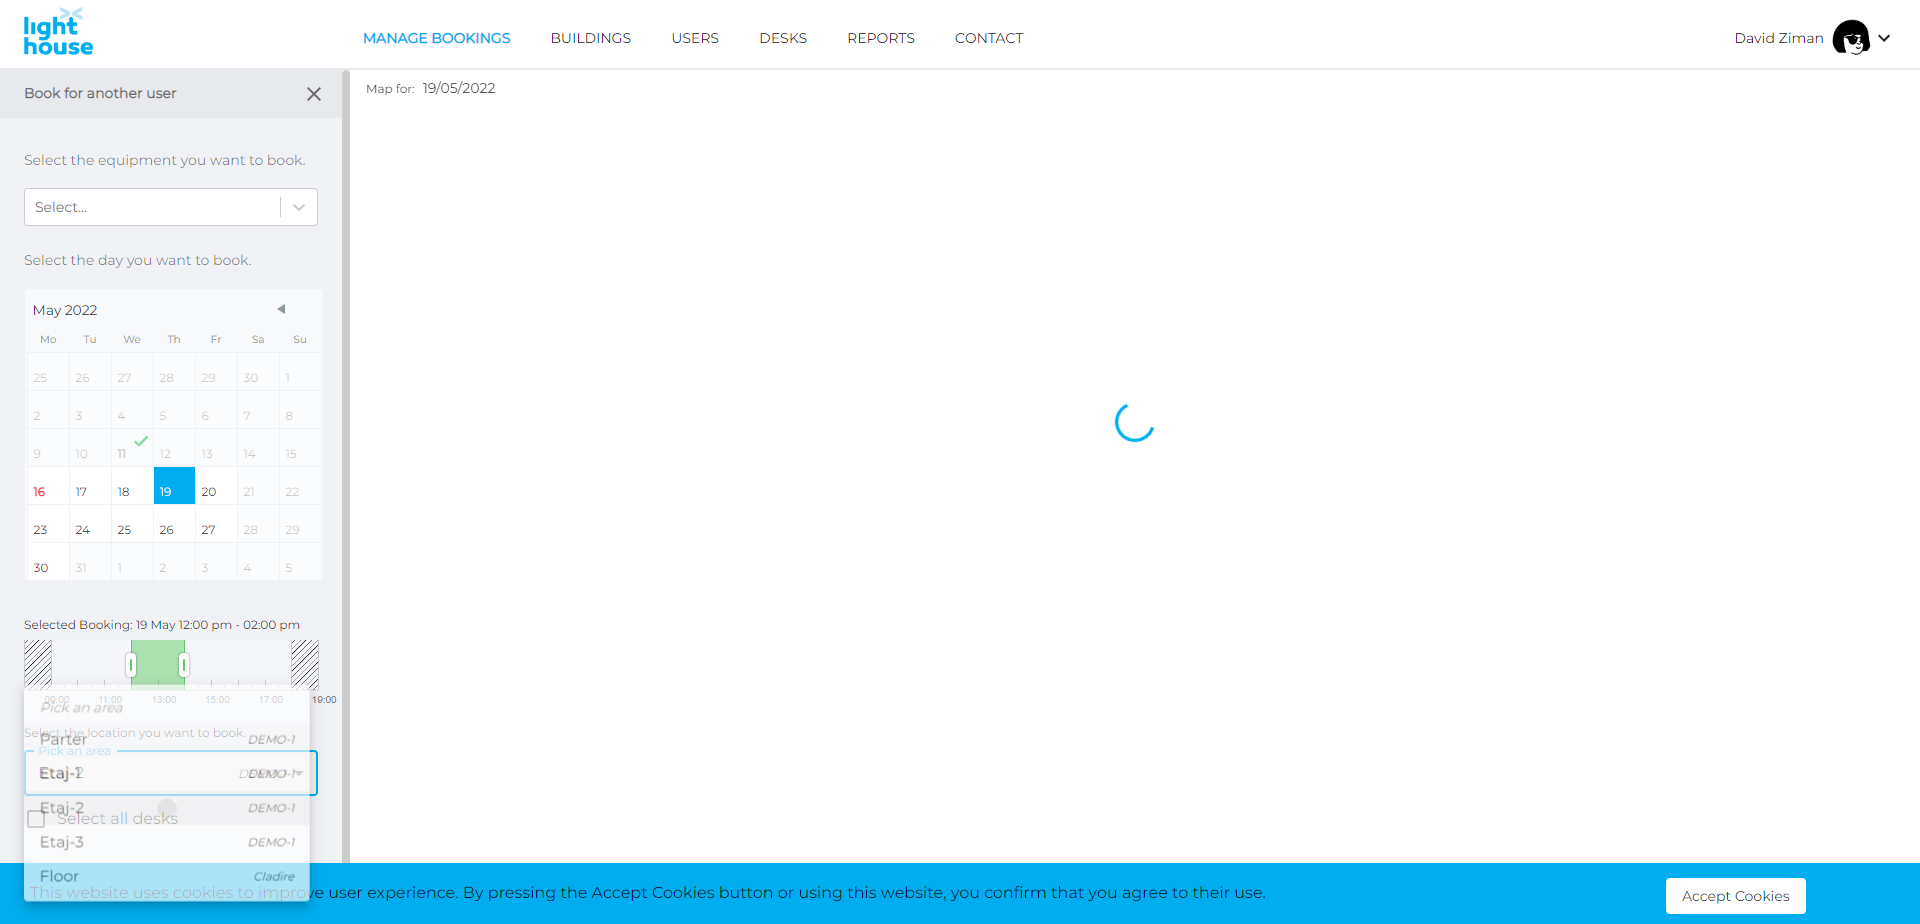 light
house
MANAGE BOOKINGS BUILDINGS USERS DESKS REPORTS CONTACT
David Ziman
Book for another user
Map for: 19/05/2022
Select the equipment you want to book.
Select...
Select the day you want to book.
May 2022
Mo Tu We Th Fr Sa Su
25 26 27 28 29 30 1
2 3 4 5 6 7 8
9 10 11 12 13 14 15
16 17 18 19 20 21 22
23 24 25 26 27 28 29
30 31 1 2 3 4 5
Selected Booking: 19 May 12:00 pm - 02:00 pm
09:00 11:00 13:00 15:00 17:00 19:00
Pick an area
Select the location you want to book.
Parter DEMO-1
Pick an area
Etaj-1 DEMO-1
Etaj-2 DEMO-1
Select all desks
Etaj-3 DEMO-1
Floor Cladire
This website uses cookies to improve user experience. By pressing the Accept Cookies button or using this website, you confirm that you agree to their use.
Accept Cookies